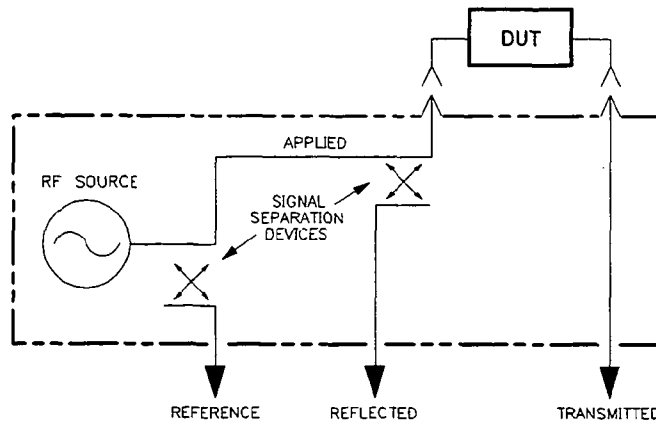 DUT
APPLIED
RF SOURCE
SIGNAL
SEPARATION
DEVICES
REFERENCE
REFLECTED
TRANSMITTED